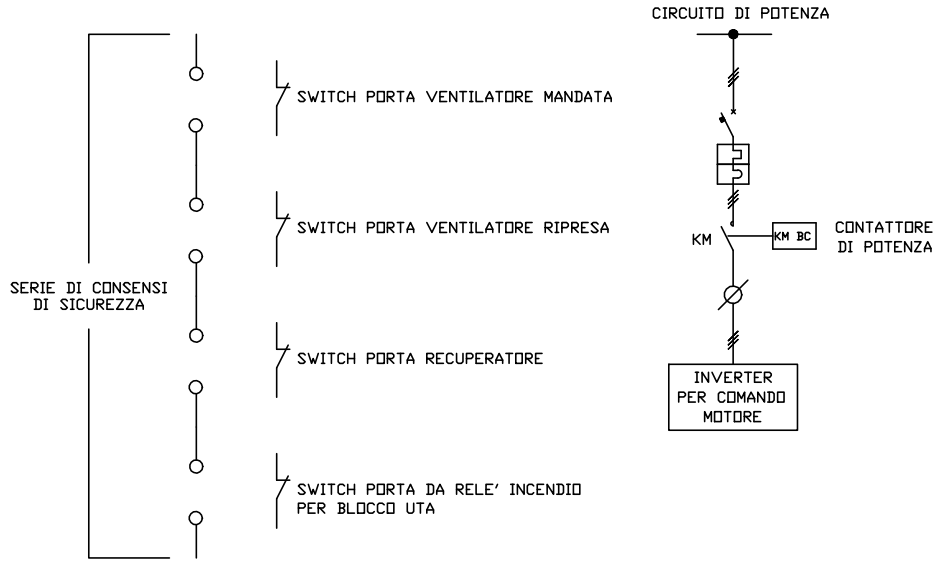 CIRCUITO DI POTENZA
SWITCH PORTA VENTILATORE MANDATA
SWITCH PORTA VENTILATORE RIPRESA
KM
KM BC
CONTATTORE
DI POTENZA
SERIE DI CONSENSI
DI SICUREZZA
SWITCH PORTA RECUPERATORE
INVERTER
PER COMANDO
MOTORE
SWITCH PORTA DA RELE' INCENDIO
PER BLOCCO UTA